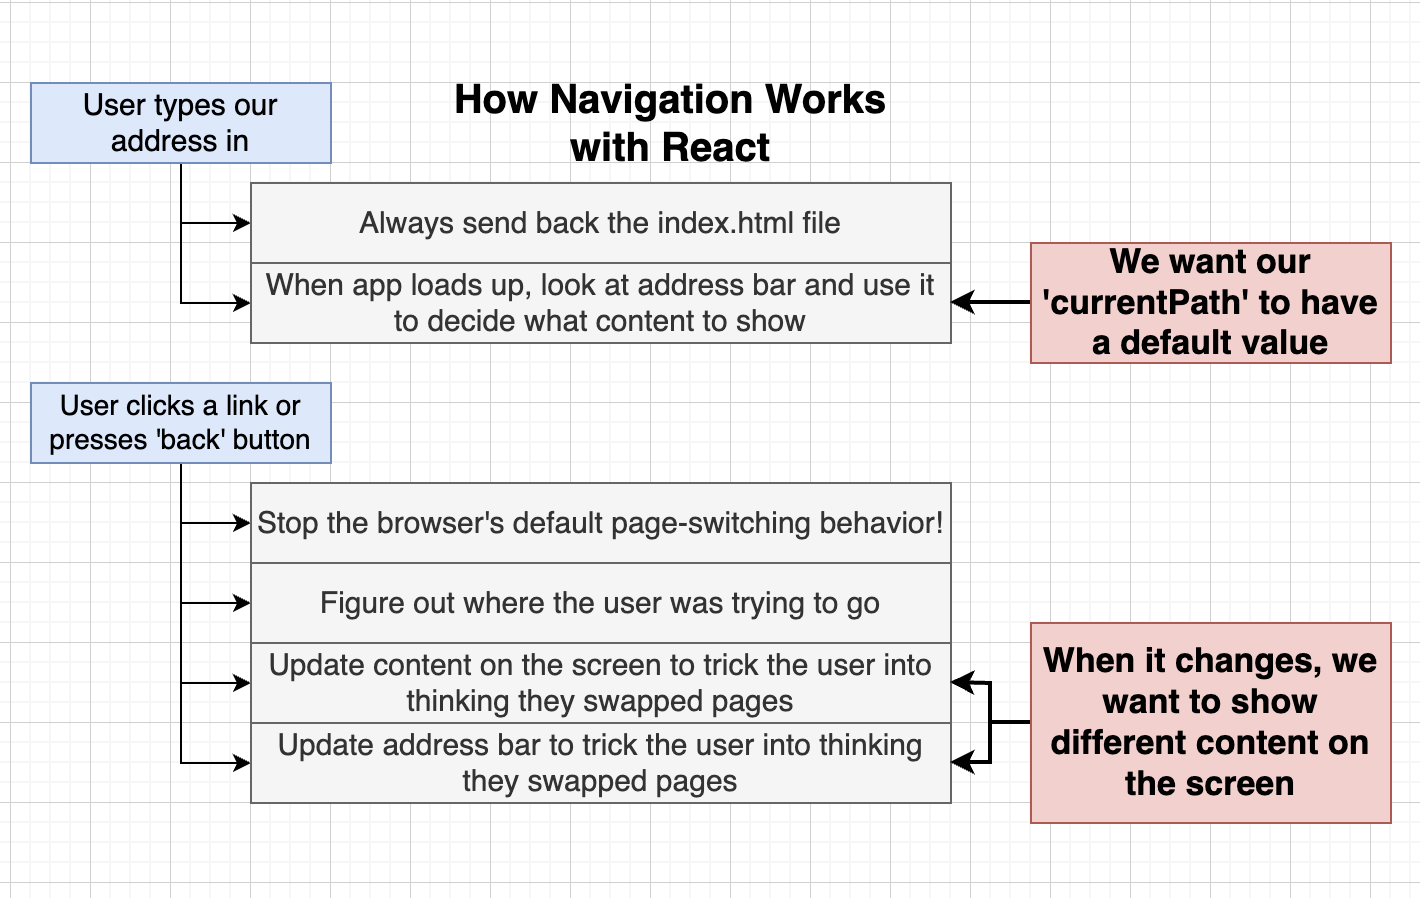 How Navigation Works
with React
User types our
address in
Always send back the index.html file
When app loads up, look at address bar and use it
to decide what content to show
We want our
'currentPath' to have
a default value
User clicks a link or
presses 'back' button
Stop the browser's default page-switching behavior!
Figure out where the user was trying to go
Update content on the screen to trick the user into
thinking they swapped pages
Update address bar to trick the user into thinking
they swapped pages
When it changes, we
want to show
different content on
the screen